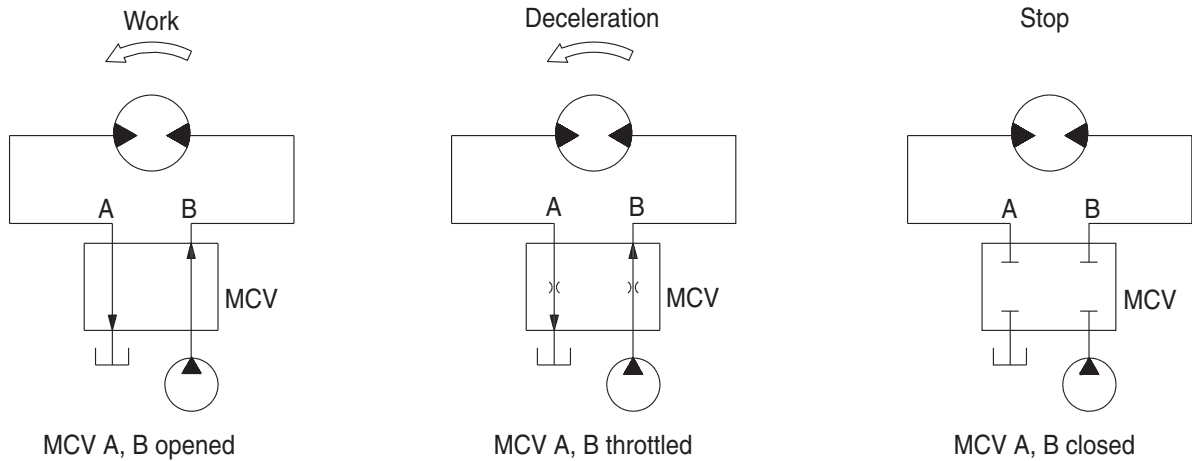 Work
Deceleration
Stop
A B
A B
A B
MCV
MCV
MCV
MCV A, B opened
MCV A, B throttled
MCV A, B closed